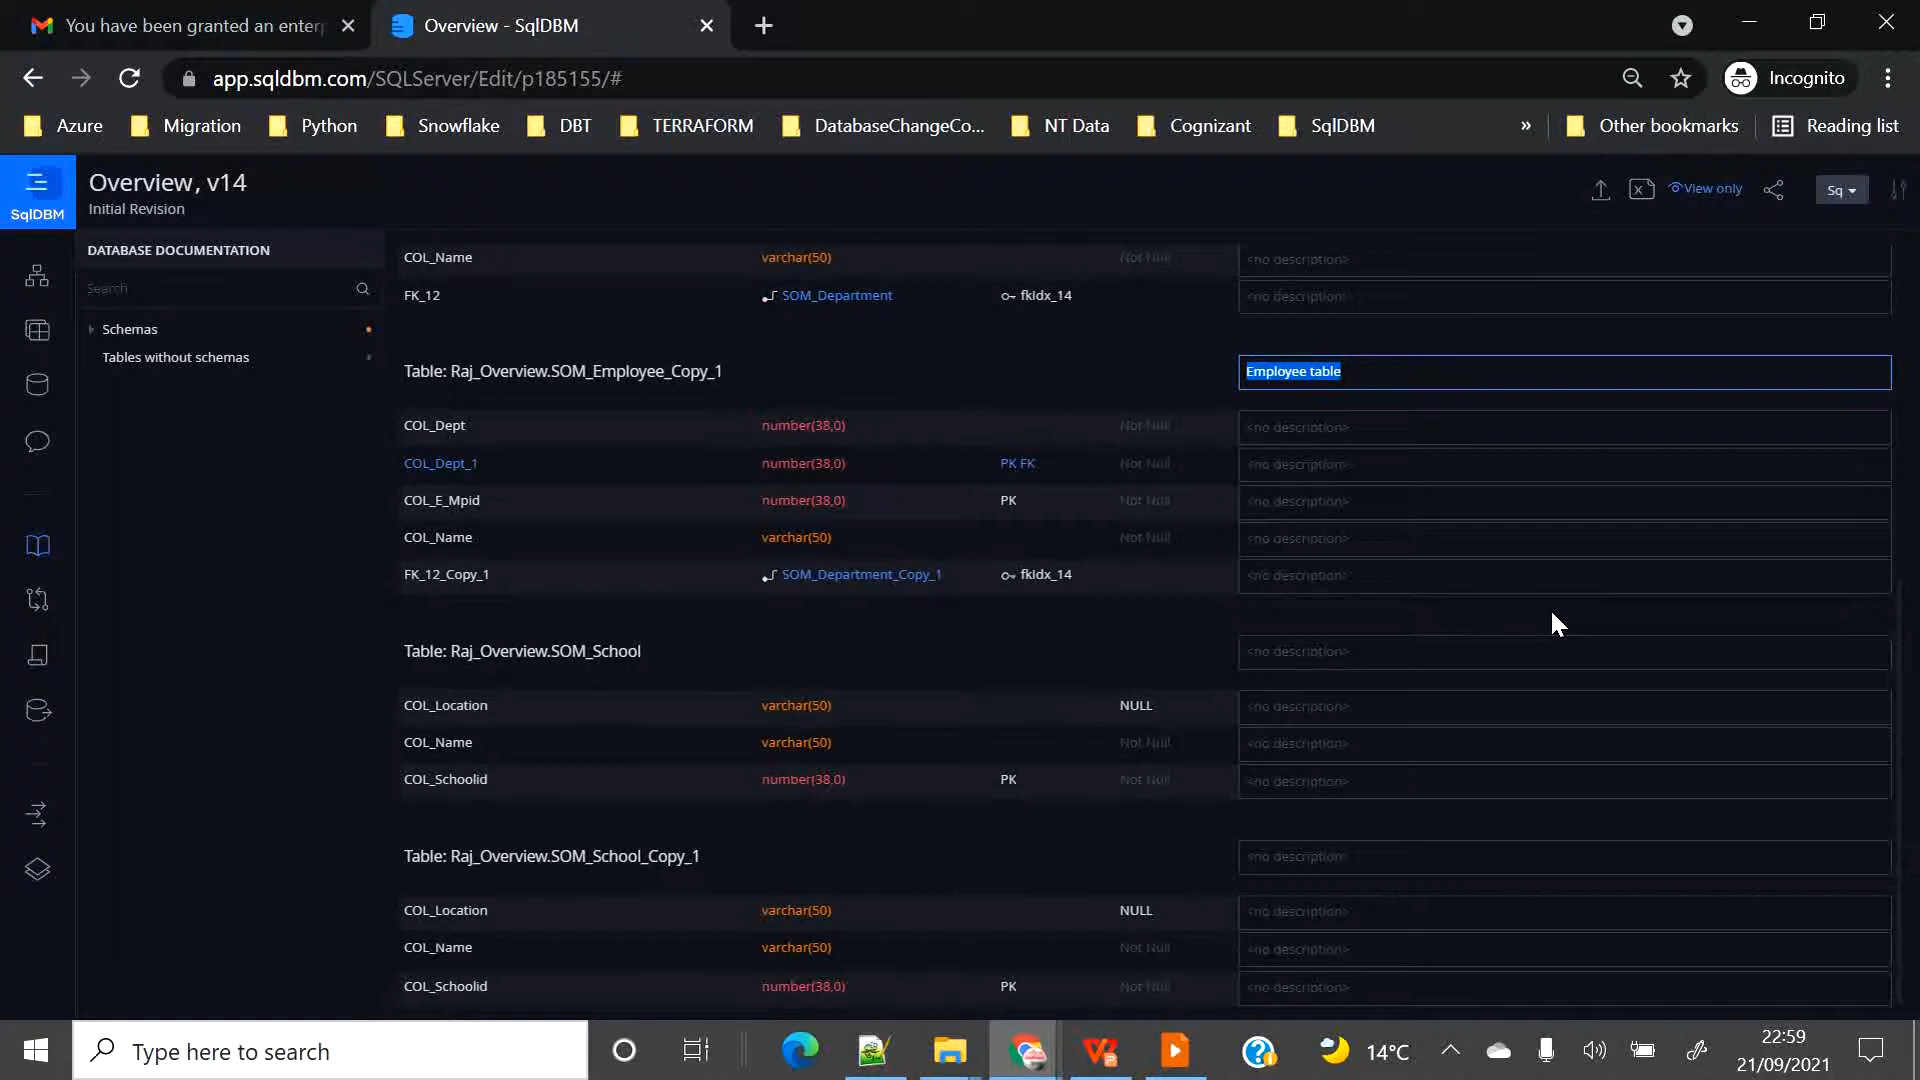 You have been granted an enter
Overview - SqlDBM
app.sqldbm.com/SQLServer/Edit/p185155/#
Incognito
Azure
Migration
Python
Snowflake
DBT
TERRAFORM
DatabaseChangeCo...
NT Data
Cognizant
SqlDBM
»
Other bookmarks
Reading list
SqlDBM
Overview, v14
Initial Revision
View only
Sq
DATABASE DOCUMENTATION
Search
Schemas
Tables without schemas
COL_Name varchar(50) Not Null <no description>
FK_12 SOM_Department fkIdx_14 <no description>
Table: Raj_Overview.SOM_Employee_Copy_1 Employee table
COL_Dept number(38,0) Not Null <no description>
COL_Dept_1 number(38,0) PK FK Not Null <no description>
COL_E_Mpid number(38,0) PK Not Null <no description>
COL_Name varchar(50) Not Null <no description>
FK_12_Copy_1 SOM_Department_Copy_1 fkIdx_14 <no description>
Table: Raj_Overview.SOM_School <no description>
COL_Location varchar(50) NULL <no description>
COL_Name varchar(50) Not Null <no description>
COL_Schoolid number(38,0) PK Not Null <no description>
Table: Raj_Overview.SOM_School_Copy_1 <no description>
COL_Location varchar(50) NULL <no description>
COL_Name varchar(50) Not Null <no description>
COL_Schoolid number(38,0) PK Not Null <no description>
Type here to search
14°C
22:59
21/09/2021